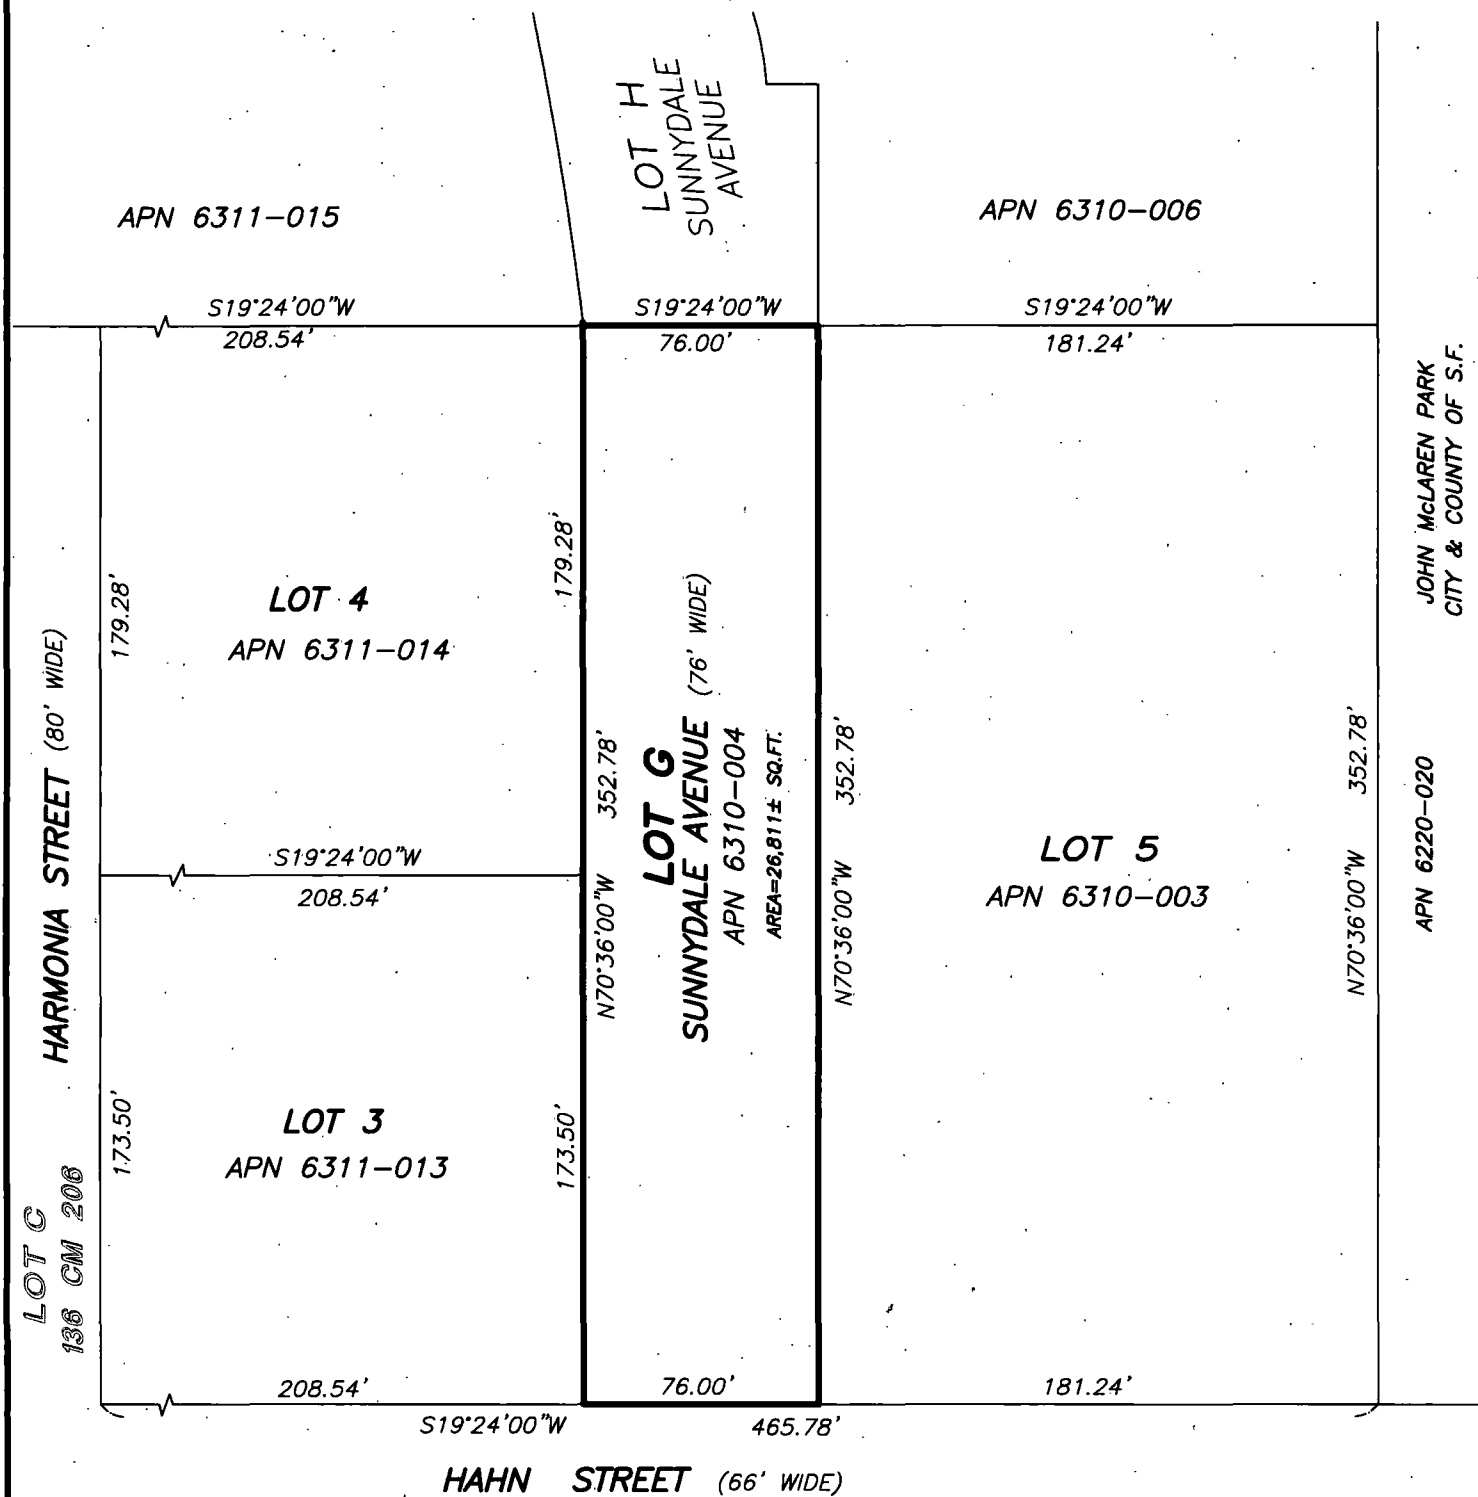 LOT H
SUNNYDALE
AVENUE
APN 6311-015
APN 6310-006
S19°24'00"W
208.54'
S19°24'00"W
76.00'
S19°24'00"W
181.24'
JOHN McLAREN PARK
CITY & COUNTY OF S.F.
APN 6220-020
HARMONIA STREET (80' WIDE)
LOT C
136 CM 206
179.28'
LOT 4
APN 6311-014
179.28'
S19°24'00"W
208.54'
173.50'
LOT 3
APN 6311-013
173.50'
N70°36'00"W 352.78'
LOT G
SUNNYDALE AVENUE (76' WIDE)
APN 6310-004
AREA=26,811± SQ.FT.
N70°36'00"W 352.78'
LOT 5
APN 6310-003
N70°36'00"W 352.78'
208.54'
76.00'
181.24'
S19°24'00"W 465.78'
HAHN STREET (66' WIDE)